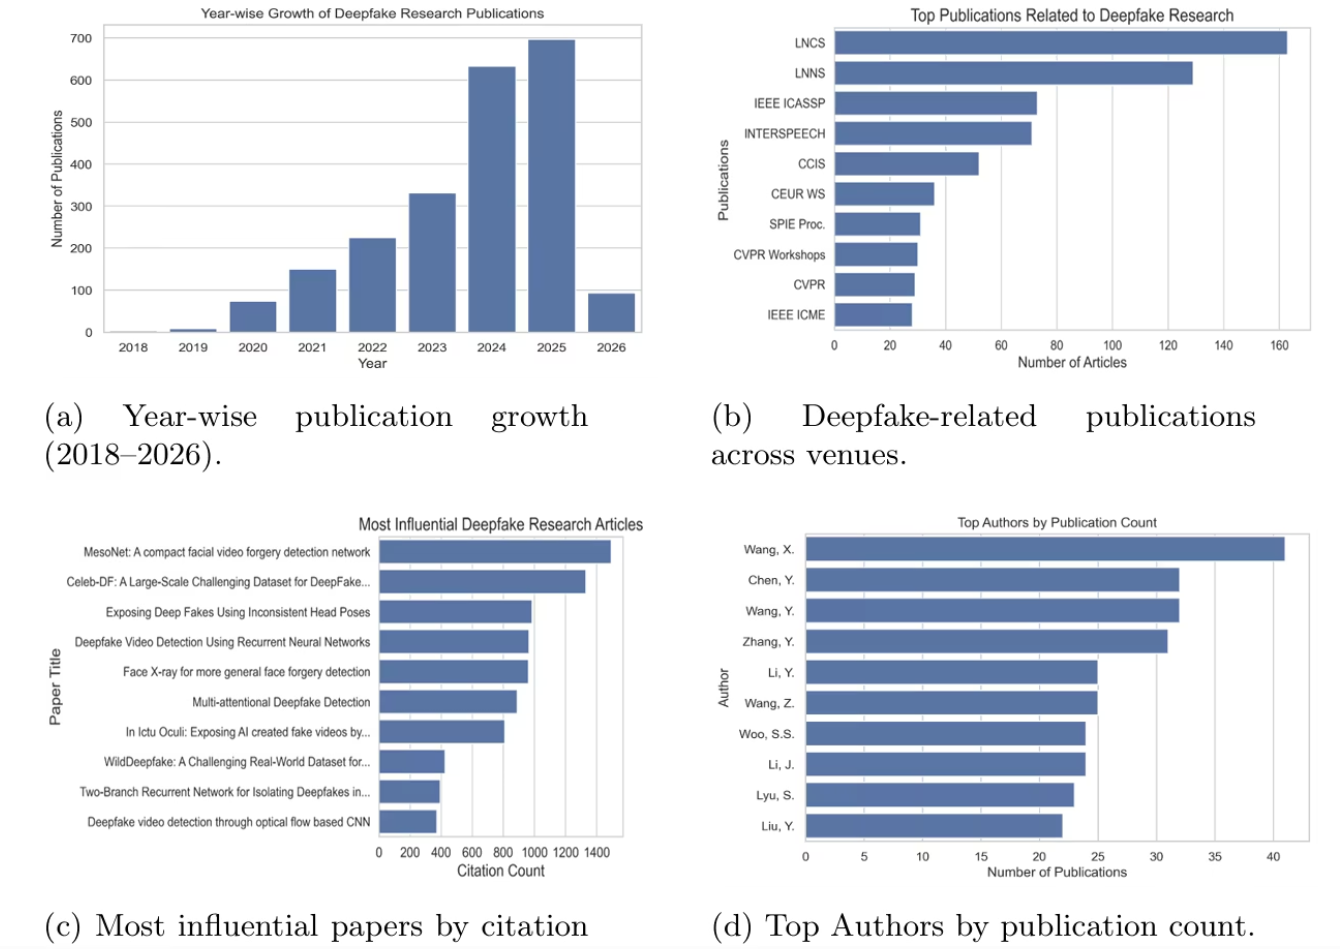 Year-wise Growth of Deepfake Research Publications
Number of Publications
700
600
500
400
300
200
100
0
2018 2019 2020 2021 2022 2023 2024 2025 2026
Year
(a) Year-wise publication growth
(2018–2026).
Top Publications Related to Deepfake Research
Publications
LNCS
LNNS
IEEE ICASSP
INTERSPEECH
CCIS
CEUR WS
SPIE Proc.
CVPR Workshops
CVPR
IEEE ICME
0 20 40 60 80 100 120 140 160
Number of Articles
(b) Deepfake-related publications
across venues.
Most Influential Deepfake Research Articles
Paper Title
MesoNet: A compact facial video forgery detection network
Celeb-DF: A Large-Scale Challenging Dataset for DeepFake...
Exposing Deep Fakes Using Inconsistent Head Poses
Deepfake Video Detection Using Recurrent Neural Networks
Face X-ray for more general face forgery detection
Multi-attentional Deepfake Detection
In Ictu Oculi: Exposing AI created fake videos by...
WildDeepfake: A Challenging Real-World Dataset for...
Two-Branch Recurrent Network for Isolating Deepfakes in...
Deepfake video detection through optical flow based CNN
0 200 400 600 800 1000 1200 1400
Citation Count
(c) Most influential papers by citation
Top Authors by Publication Count
Author
Wang, X.
Chen, Y.
Wang, Y.
Zhang, Y.
Li, Y.
Wang, Z.
Woo, S.S.
Li, J.
Lyu, S.
Liu, Y.
0 5 10 15 20 25 30 35 40
Number of Publications
(d) Top Authors by publication count.